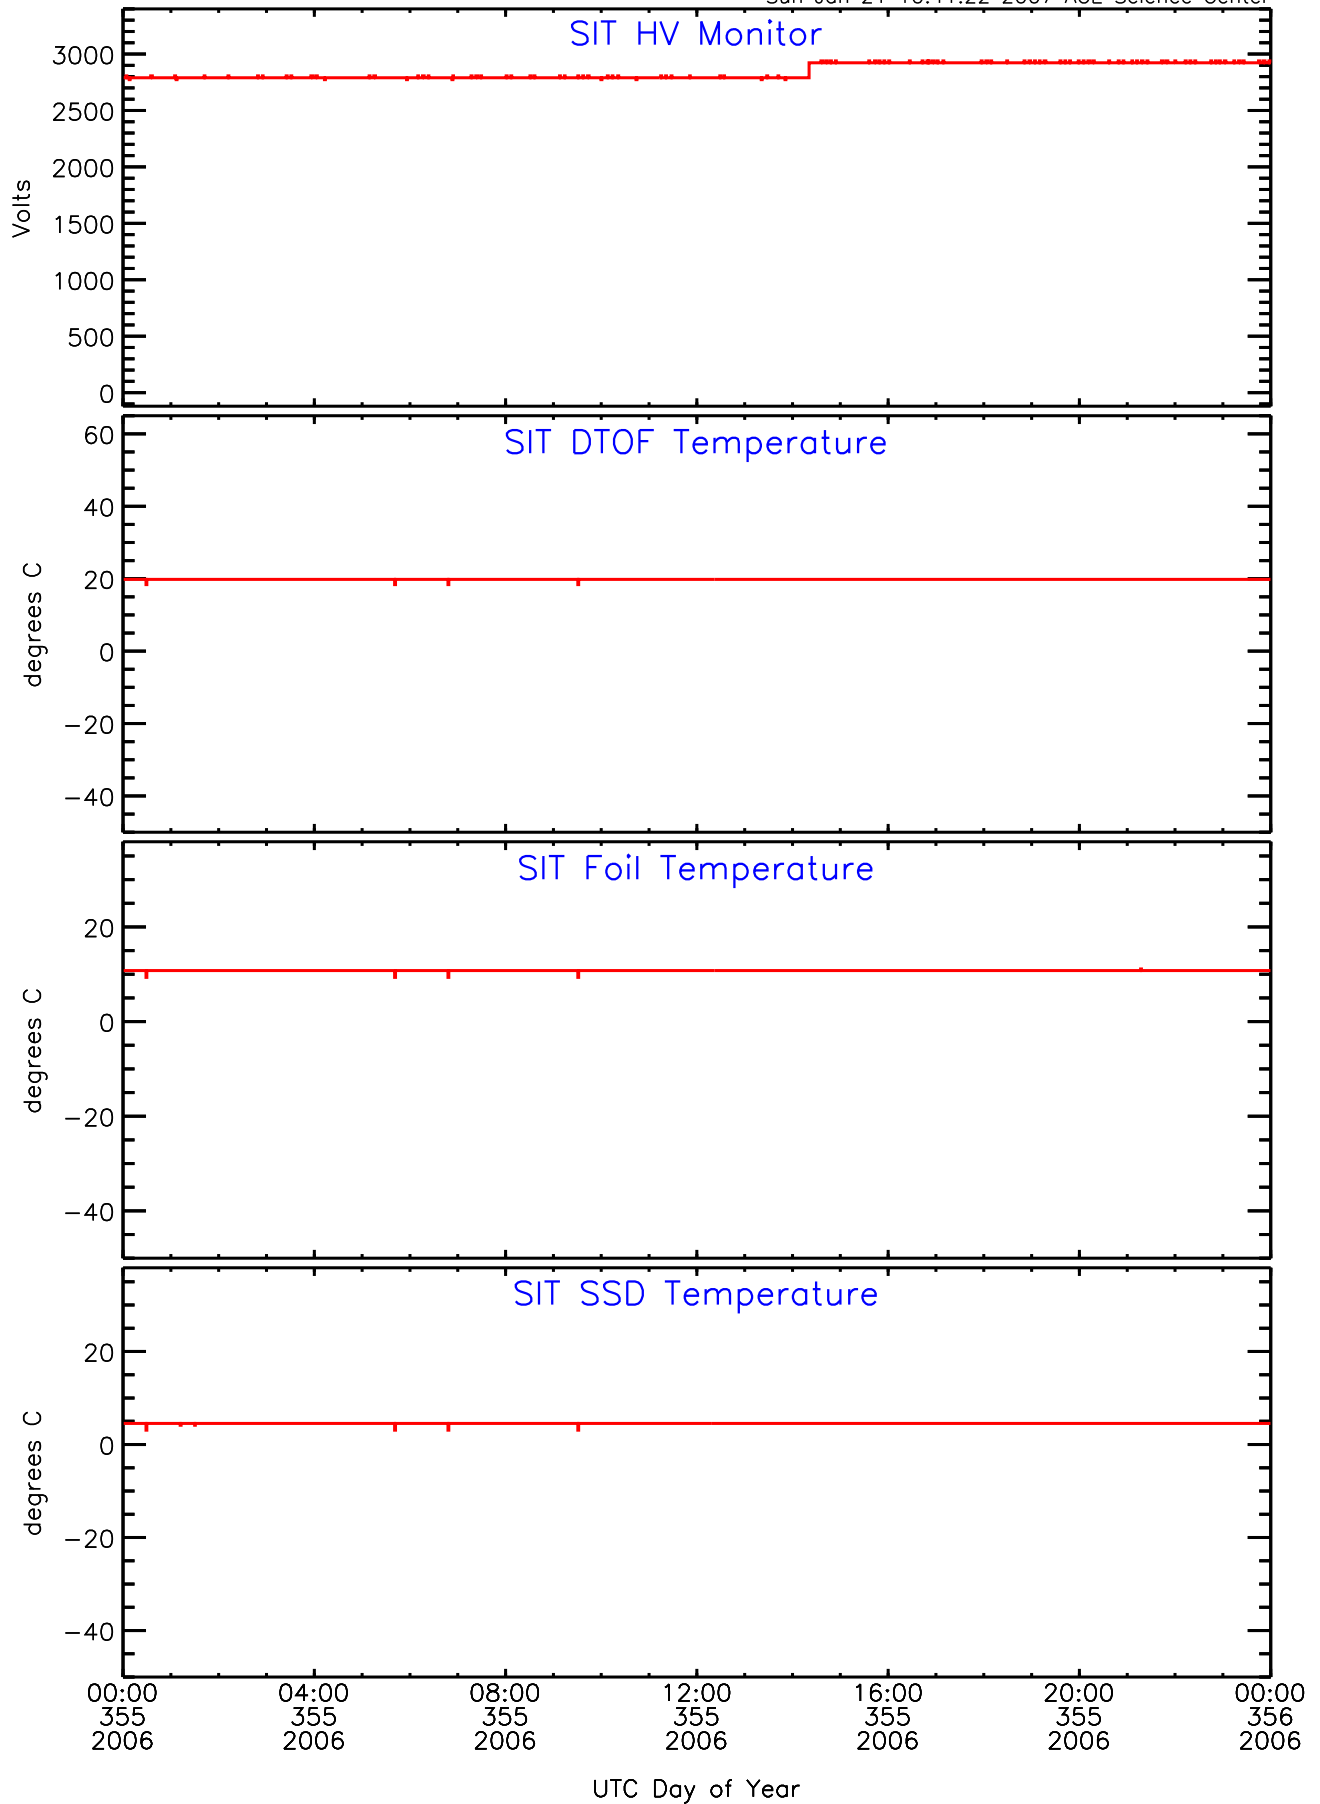 SIT HV Monitor
3000
2500
2000
1500
1000
500
0
Volts
SIT DTOF Temperature
60
40
20
0
−20
−40
degrees C
SIT Foil Temperature
20
0
−20
−40
degrees C
SIT SSD Temperature
20
0
−20
−40
degrees C
00:00 04:00 08:00 12:00 16:00 20:00 00:00
355 355 355 355 355 355 356
2006 2006 2006 2006 2006 2006 2006
UTC Day of Year